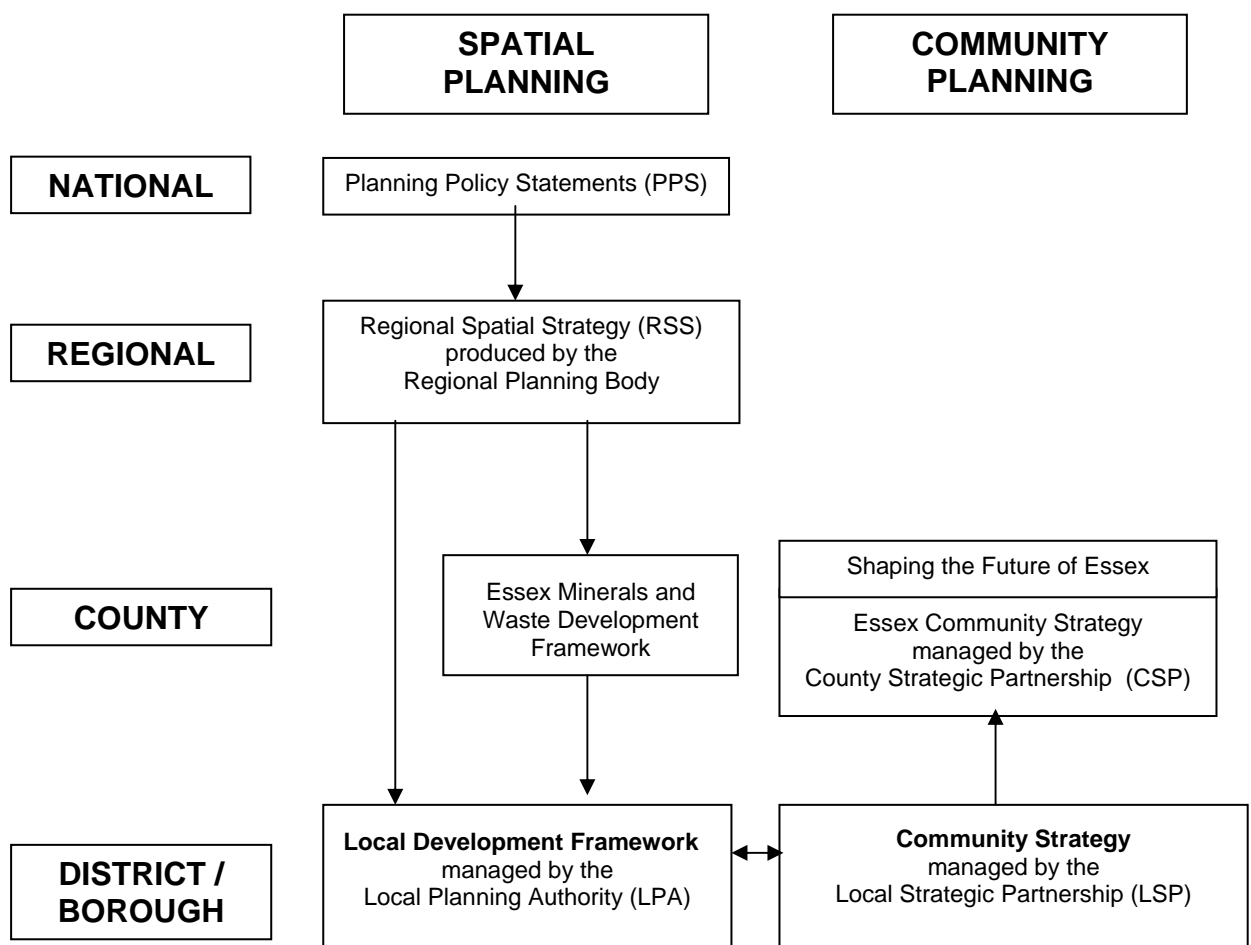 SPATIAL
PLANNING
COMMUNITY
PLANNING
NATIONAL
Planning Policy Statements (PPS)
REGIONAL
Regional Spatial Strategy (RSS)
produced by the
Regional Planning Body
COUNTY
Essex Minerals and
Waste Development
Framework
Shaping the Future of Essex
Essex Community Strategy
managed by the
County Strategic Partnership (CSP)
DISTRICT /
BOROUGH
Local Development Framework
managed by the
Local Planning Authority (LPA)
Community Strategy
managed by the
Local Strategic Partnership (LSP)